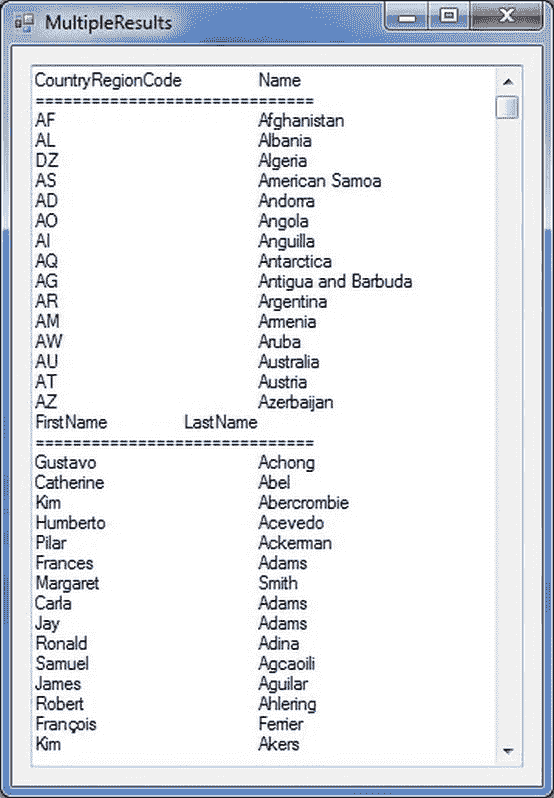 MultipleResults
CountryRegionCode Name
==============================
AF Afghanistan
AL Albania
DZ Algeria
AS American Samoa
AD Andorra
AO Angola
AI Anguilla
AQ Antarctica
AG Antigua and Barbuda
AR Argentina
AM Armenia
AW Aruba
AU Australia
AT Austria
AZ Azerbaijan
FirstName LastName
==============================
Gustavo Achong
Catherine Abel
Kim Abercrombie
Humberto Acevedo
Pilar Ackerman
Frances Adams
Margaret Smith
Carla Adams
Jay Adams
Ronald Adina
Samuel Agcaoili
James Aguilar
Robert Ahlering
François Ferrier
Kim Akers